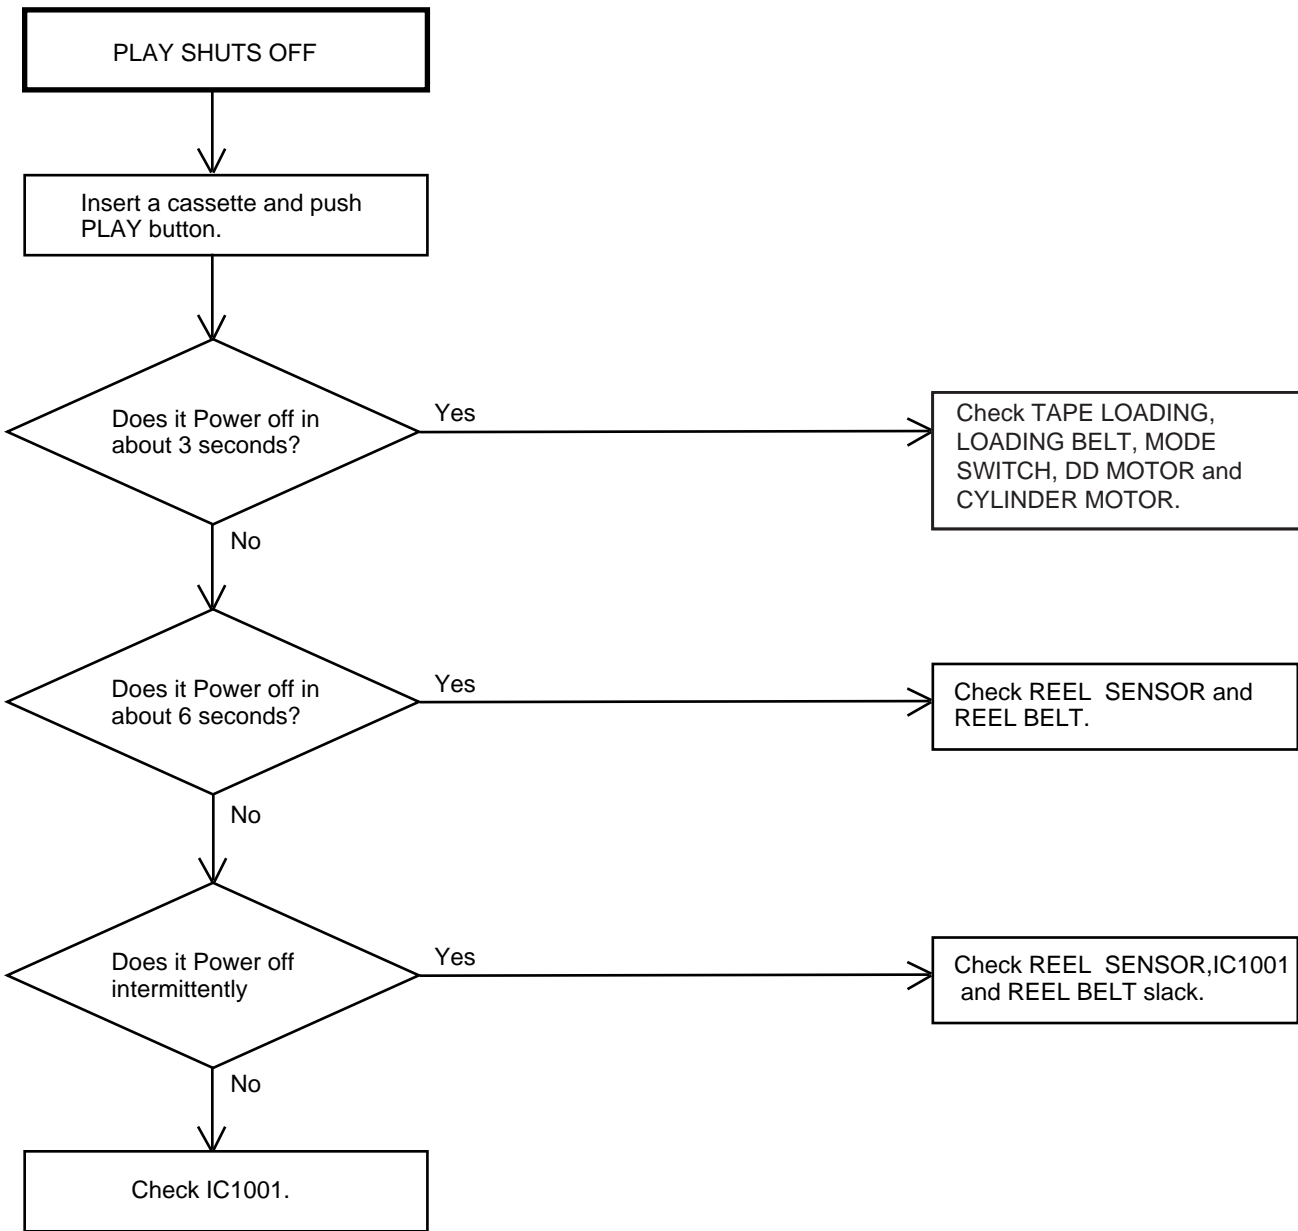 PLAY SHUTS OFF
Insert a cassette and push
PLAY button.
Does it Power off in
about 3 seconds?
Yes
Check TAPE LOADING,
LOADING BELT, MODE
SWITCH, DD MOTOR and
CYLINDER MOTOR.
No
Does it Power off in
about 6 seconds?
Yes
Check REEL  SENSOR and
REEL BELT.
No
Does it Power off
intermittently
Yes
Check REEL  SENSOR,IC1001
and REEL BELT slack.
No
Check IC1001.